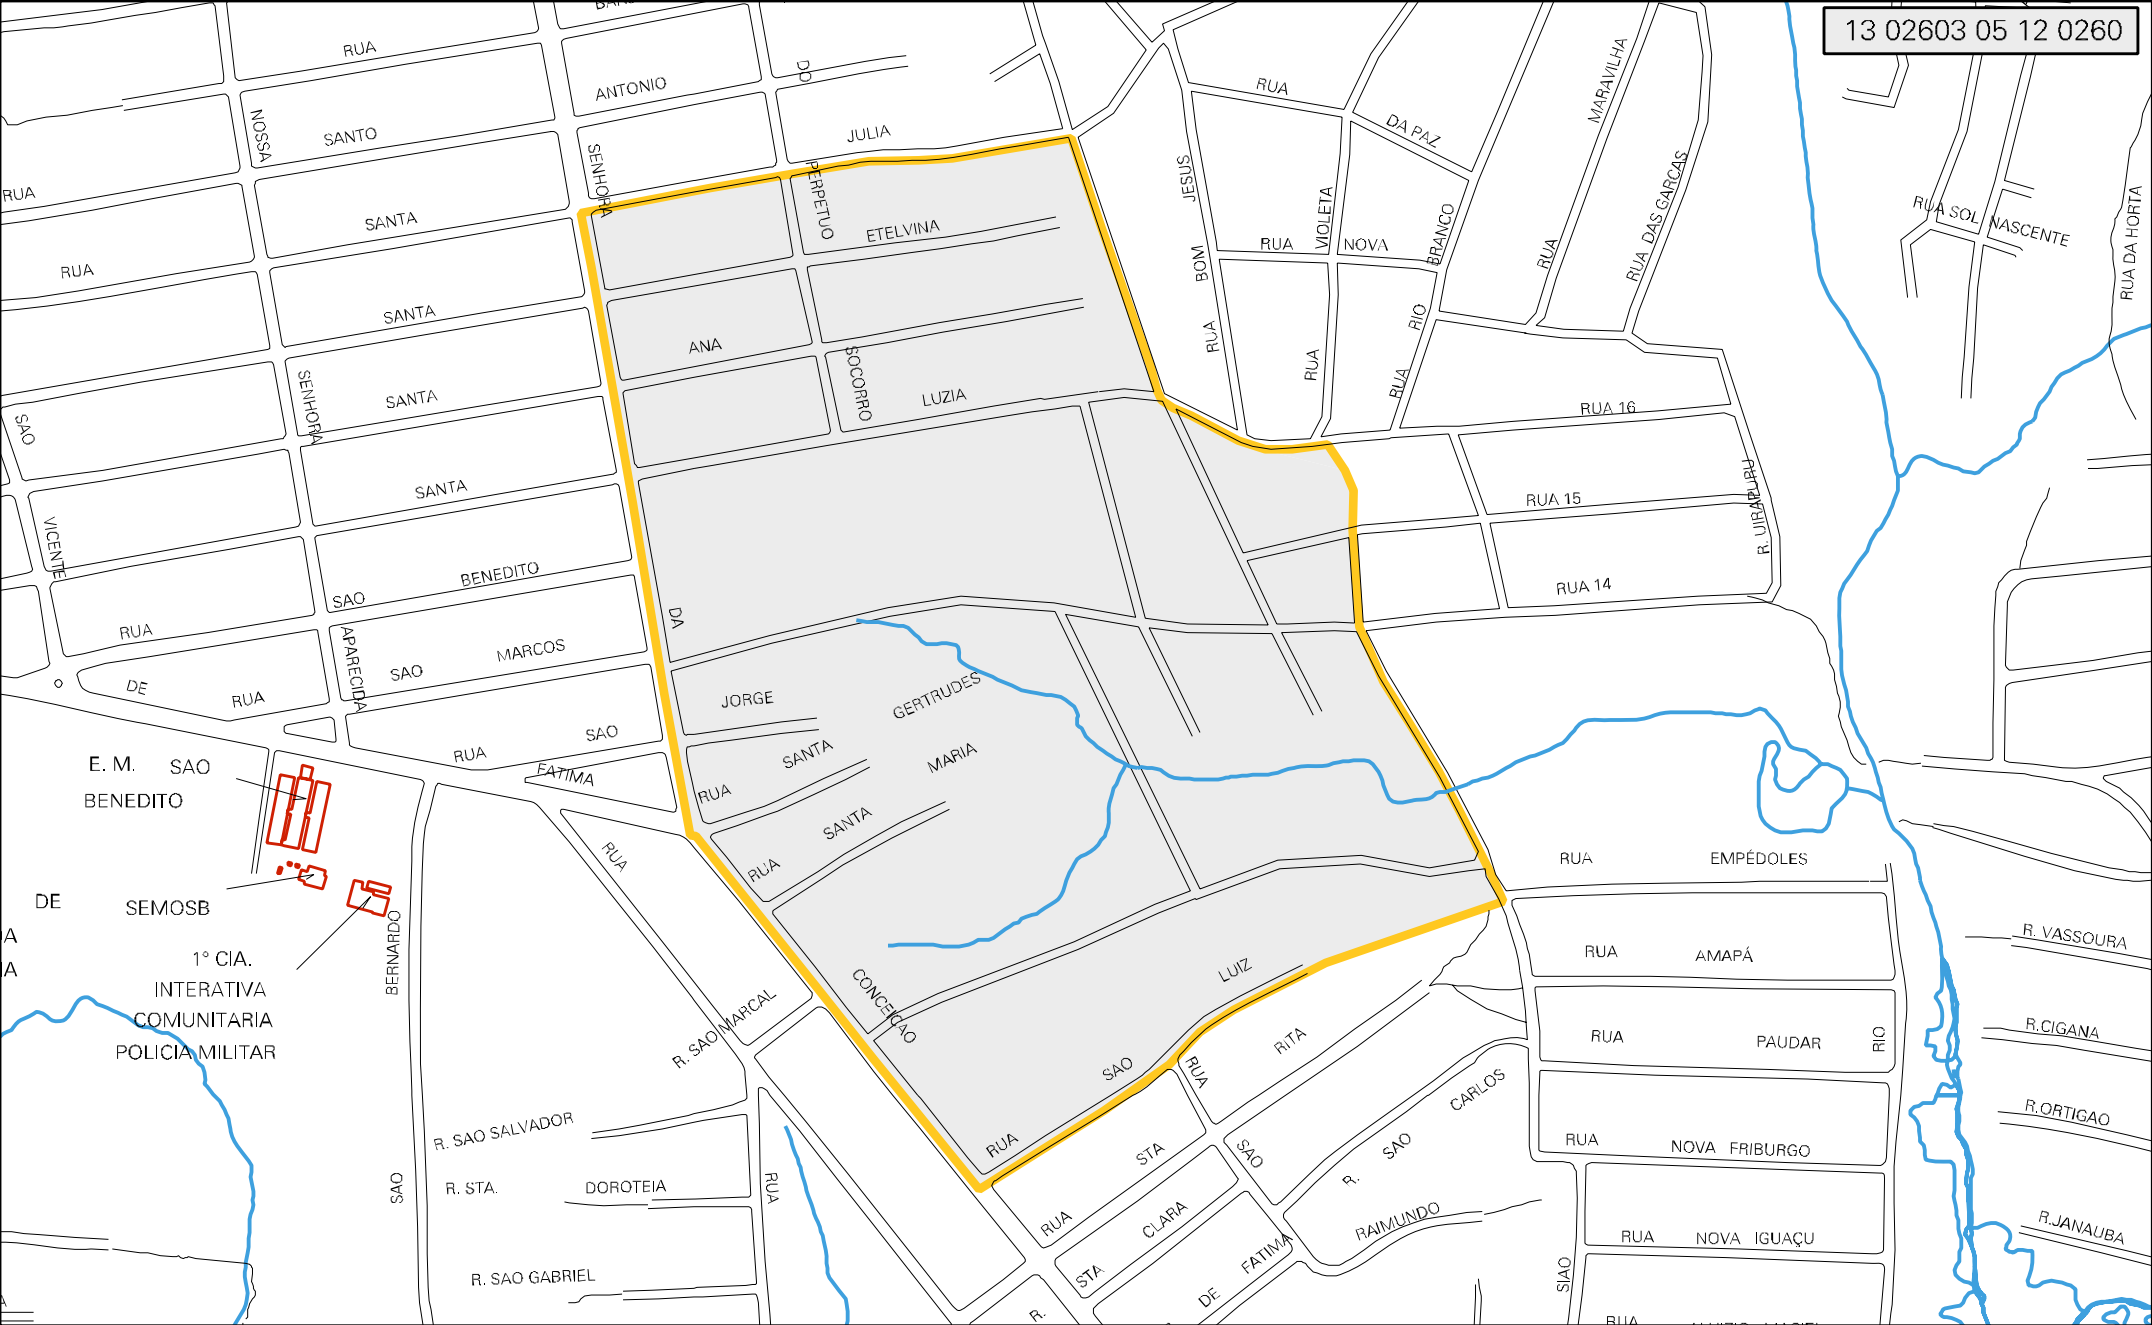 13 02603 05 12 0260
RUA
ANTONIO
DO
NOSSA
SANTO
JULIA
SENHORA
PERPETUO
RUA
SANTA
ETELVINA
RUA
SANTA
ANA
SOCORRO
SENHORA
SANTA
LUZIA
SAO
SANTA
VICENTE
SAO
BENEDITO
DA
RUA
APARECIDA
SAO
MARCOS
DE
RUA
JORGE
SANTA
GERTRUDES
RUA
SAO
FATIMA
RUA
SANTA
MARIA
RUA
RUA
E. M. SAO
BENEDITO
DE
SEMOSB
1° CIA.
INTERATIVA
COMUNITARIA
POLICIA MILITAR
BERNARDO
SAO
CONCEICAO
R. SAO MARCAL
R. SAO SALVADOR
R. STA. DOROTEIA
RUA
R. SAO GABRIEL
RUA
SAO
LUIZ
RUA
SAO
RUA
STA
RITA
STA
CLARA
R. SAO CARLOS
DE
FATIMA
RAIMUNDO
R.
RUA
DA PAZ
RUA
BOM
JESUS
RUA
VIOLETA
RUA
NOVA
RUA
RIO
BRANCO
RUA
MARAVILHA
RUA DAS GARCAS
RUA SOL NASCENTE
RUA DA HORTA
RUA 16
RUA 15
RUA 14
R. UIRAPURU
RUA EMPÉDOLES
RUA AMAPÁ
RUA PAUDAR
RIO
RUA NOVA FRIBURGO
RUA NOVA IGUAÇU
SIAO
RUA
R. VASSOURA
R.CIGANA
R.ORTIGAO
R.JANAUBA